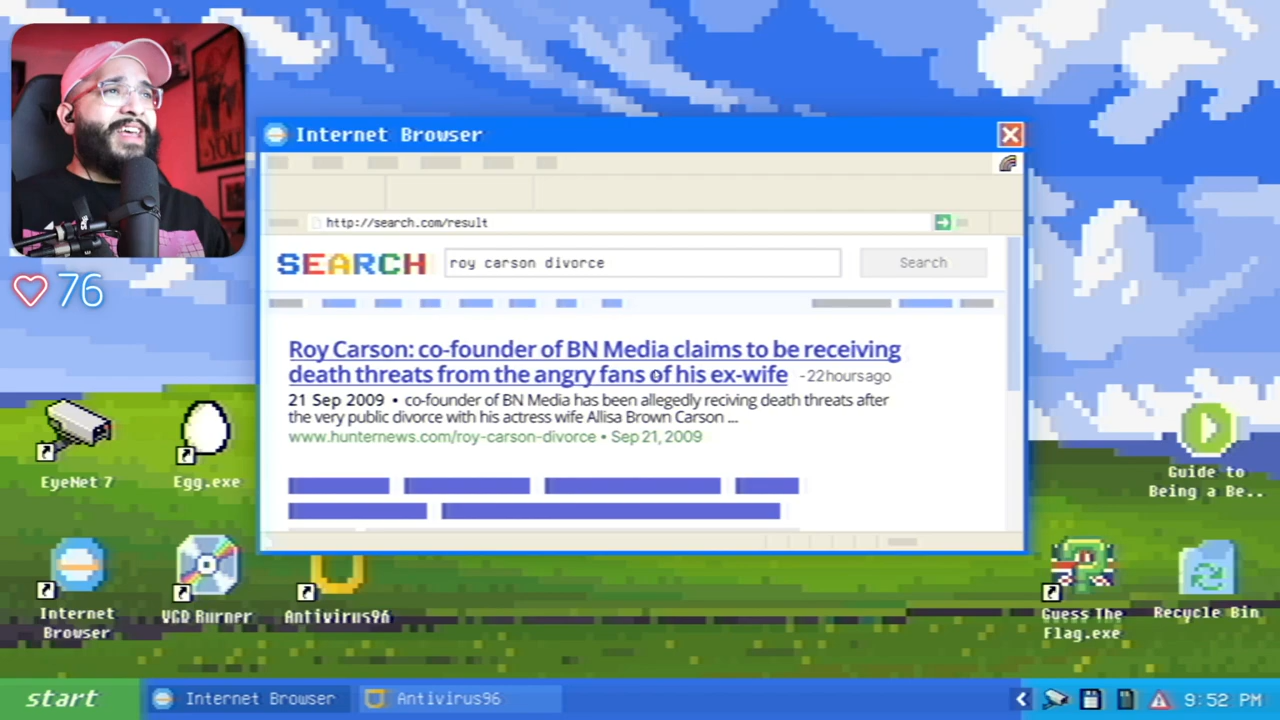 Internet Browser
http://search.com/result
SEARCH
roy carson divorce
Search
Roy Carson: co-founder of BN Media claims to be receiving
death threats from the angry fans of his ex-wife - 22 hours ago
21 Sep 2009 • co-founder of BN Media has been allegedly reciving death threats after
the very public divorce with his actress wife Allisa Brown Carson ...
www.hunternews.com/roy-carson-divorce • Sep 21, 2009
YOU
76
EyeNet 7
Egg.exe
Guide to
Being a Be..
Internet
Browser
VCD Burner
Antivirus96
Guess The
Flag.exe
Recycle Bin
start
Internet Browser
Antivirus96
9:52 PM